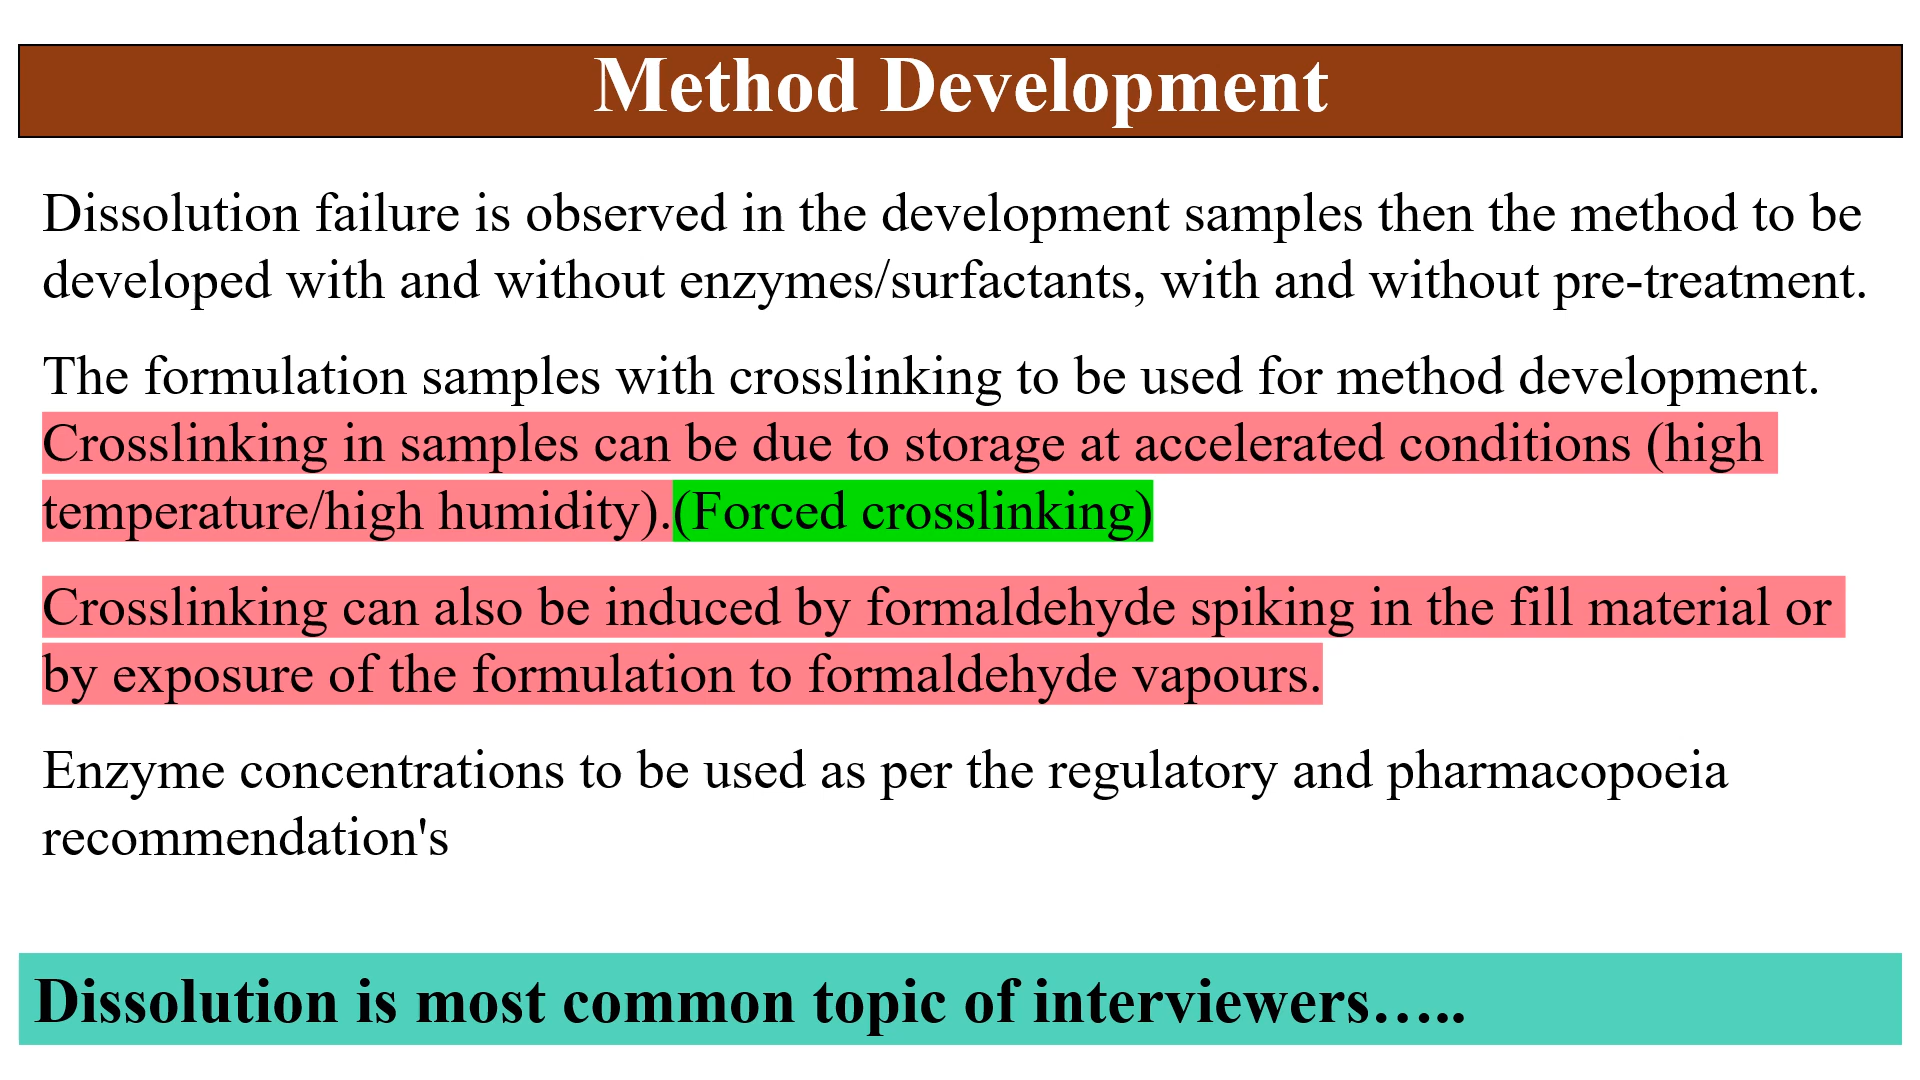 Method Development
Dissolution failure is observed in the development samples then the method to be
developed with and without enzymes/surfactants, with and without pre-treatment.
The formulation samples with crosslinking to be used for method development.
Crosslinking in samples can be due to storage at accelerated conditions (high
temperature/high humidity).(Forced crosslinking)
Crosslinking can also be induced by formaldehyde spiking in the fill material or
by exposure of the formulation to formaldehyde vapours.
Enzyme concentrations to be used as per the regulatory and pharmacopoeia
recommendation's
Dissolution is most common topic of interviewers…..